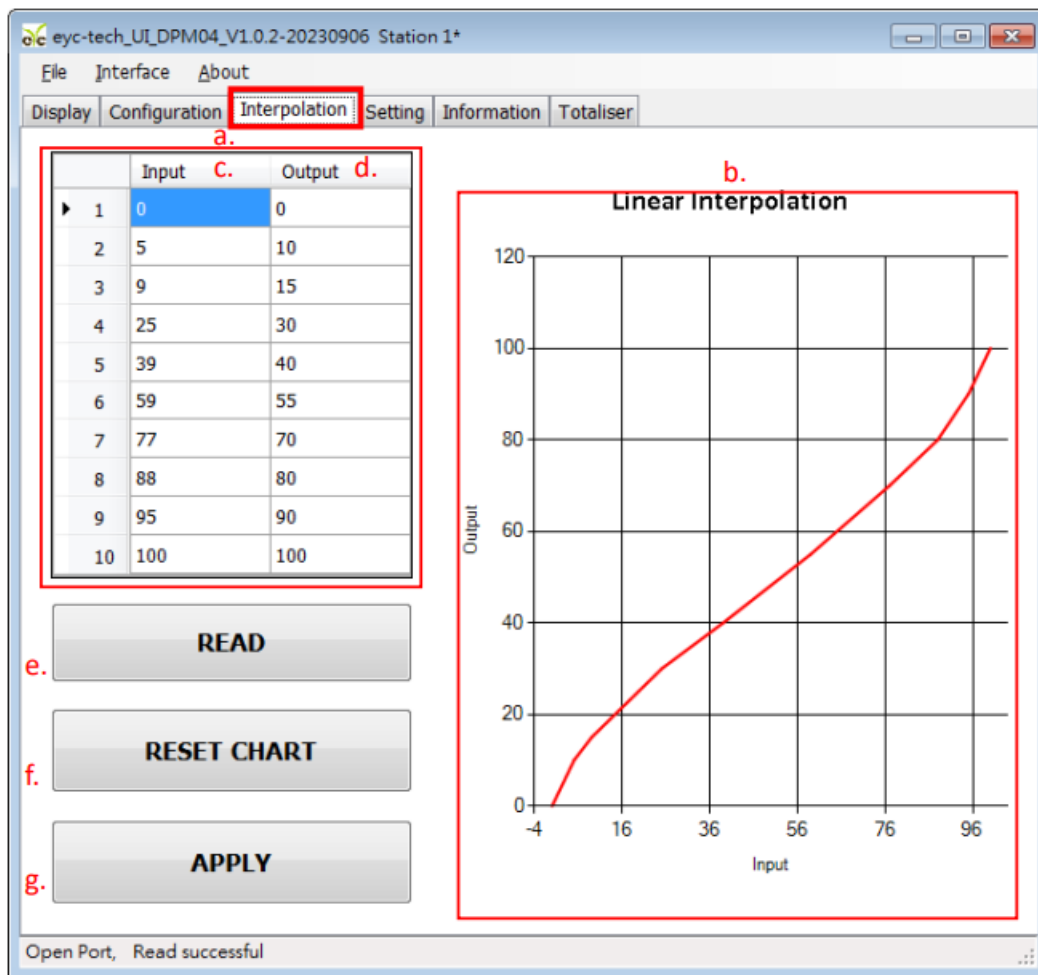 eyc-tech_UI_DPM04_V1.0.2-20230906 Station 1*
File Interface About
Display Configuration Interpolation Setting Information Totaliser
a.
Input c. Output d.
1 0 0
2 5 10
3 9 15
4 25 30
5 39 40
6 59 55
7 77 70
8 88 80
9 95 90
10 100 100
e. READ
f. RESET CHART
g. APPLY
b.
Linear Interpolation
120
100
80
60
40
20
0
Output
-4 16 36 56 76 96
Input
Open Port, Read successful